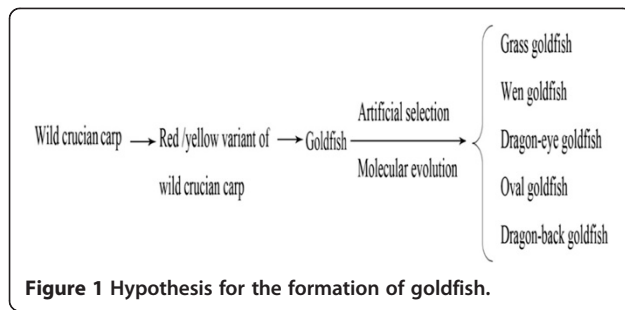 Grass goldfish
Wen goldfish
Artificial selection
Wild crucian carp → Red /yellow variant of → Goldfish → Dragon-eye goldfish
wild crucian carp
Molecular evolution
Oval goldfish
Dragon-back goldfish
Figure 1 Hypothesis for the formation of goldfish.